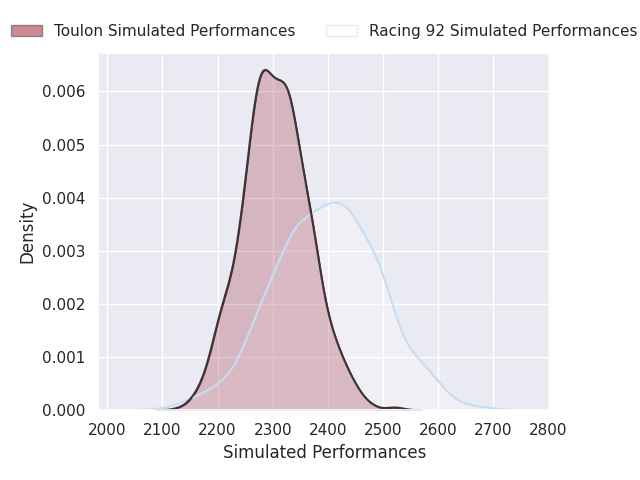 Toulon Simulated Performances Racing 92 Simulated Performances
0.006
0.005
0.004
0.003
0.002
0.001
0.000
Density
2000 2100 2200 2300 2400 2500 2600 2700 2800
Simulated Performances